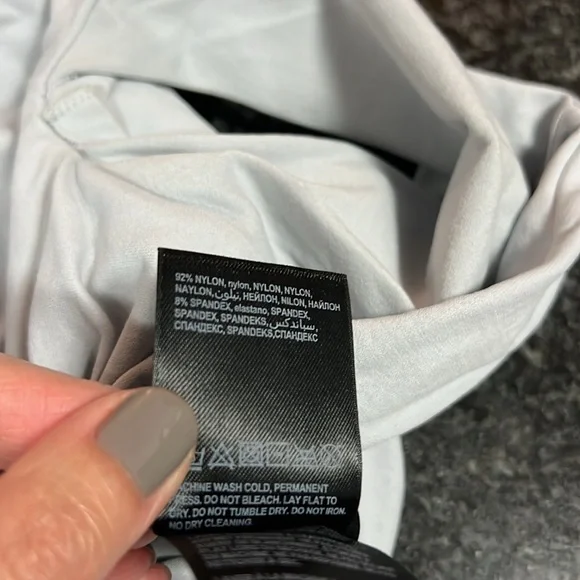 92% NYLON, nylon, NYLON, NYLON,
NAYLON, نيلون, НЕЙЛОН, NILON, НАЙЛОН
8% SPANDEX, elastano, SPANDEX,
SPANDEX, SPANDEKS, سباندكس,
СПАНДЕКС, SPANDEKS,СПАНДЕКС
MACHINE WASH COLD, PERMANENT
PRESS. DO NOT BLEACH. LAY FLAT TO
DRY. DO NOT TUMBLE DRY. DO NOT IRON.
NO DRY CLEANING.